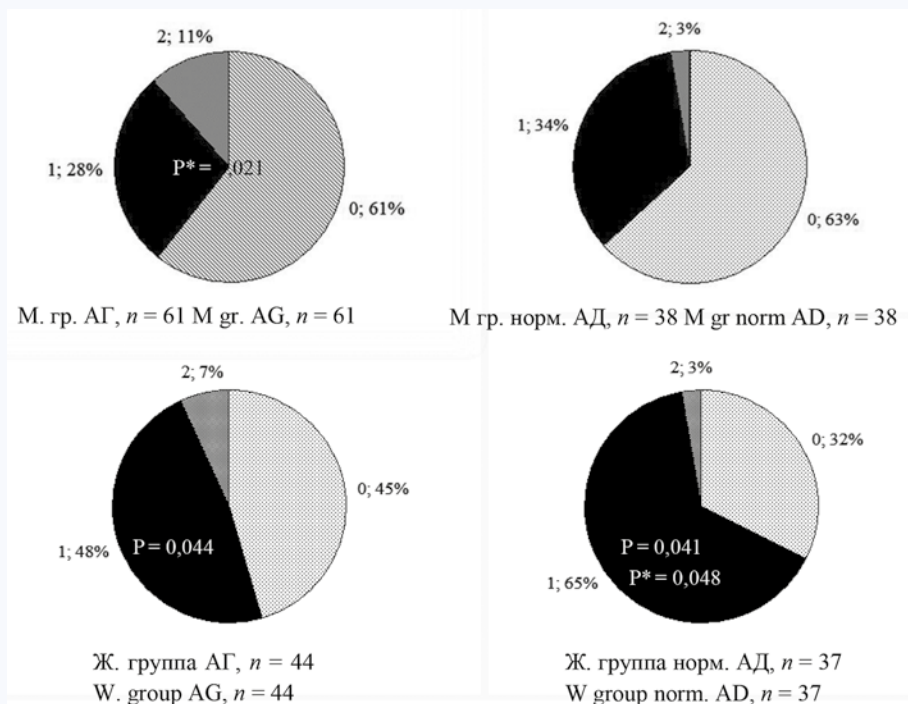 2; 11%
1; 28%
P* = ,021
0; 61%
М. гр. АГ, n = 61 M gr. AG, n = 61
2; 3%
1; 34%
0; 63%
М гр. норм. АД, n = 38 M gr norm AD, n = 38
2; 7%
0; 45%
1; 48%
P = 0,044
Ж. группа АГ, n = 44
W. group AG, n = 44
2; 3%
0; 32%
P = 0,041
P* = 0,048
1; 65%
Ж. группа норм. АД, n = 37
W group norm. AD, n = 37